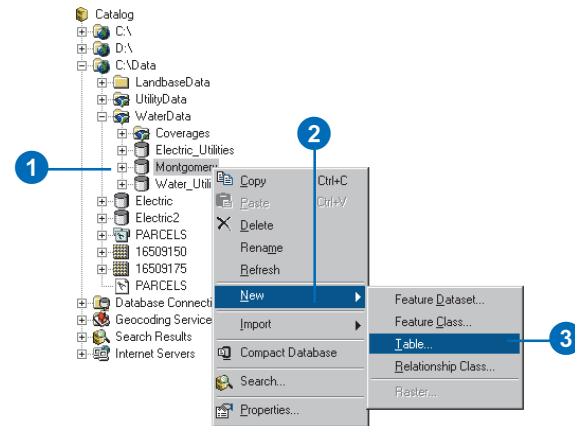 Catalog
C:\
D:\
C:\Data
LandbaseData
UtilityData
WaterData
Coverages
Electric_Utilities
Montgomery
Water_Utili
Electric
Electric2
PARCELS
16509150
16509175
PARCELS
Database Connecti
Geocoding Service
Search Results
Internet Servers
1
2
Copy Ctrl+C
Paste Ctrl+V
Delete
Rename
Refresh
New
Import
Compact Database
Search...
Properties...
Feature Dataset...
Feature Class...
Table...
Relationship Class...
Raster...
3